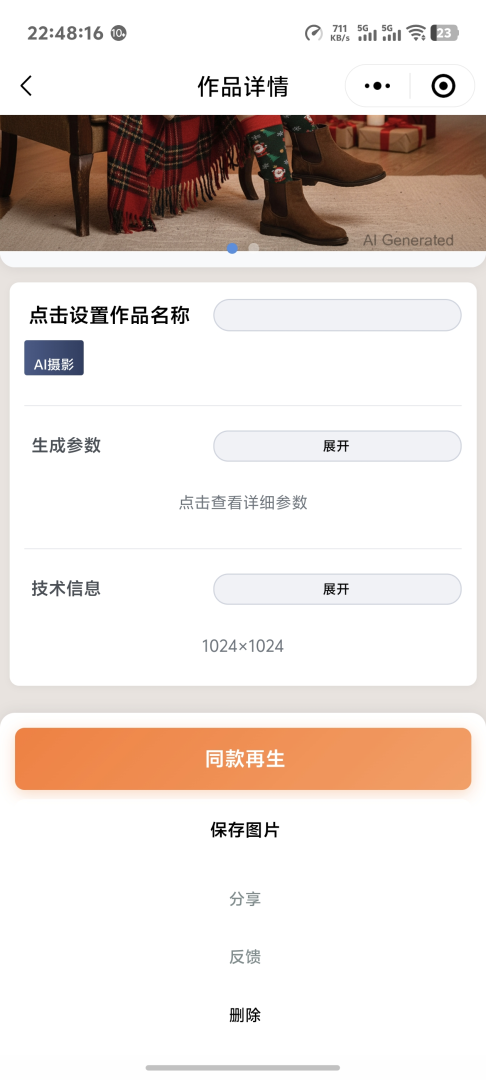 22:48:16 10+ 711 KB/s 5G 5G 23
作品详情
AI Generated
点击设置作品名称
AI摄影
生成参数 展开
点击查看详细参数
技术信息 展开
1024×1024
同款再生
保存图片
分享
反馈
删除